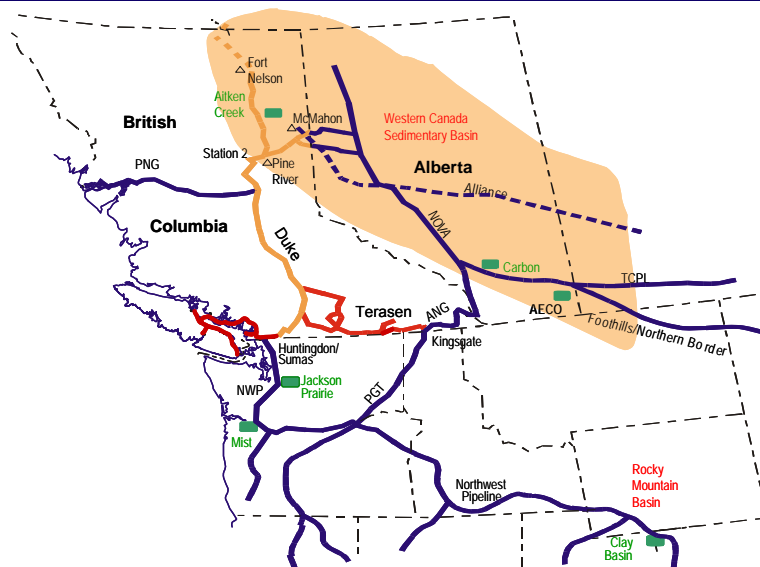 Fort
Nelson
Aitken
Creek
McMahon
British
Western Canada
Sedimentary Basin
Station 2
Pine
River
PNG
Alberta
Alliance
Columbia
NOVA
Duke
Carbon
TCPL
AECO
Terasen
ANG
Foothills/Northern Border
Kingsgate
Huntingdon/
Sumas
Jackson
Prairie
NWP
PGT
Mist
Rocky
Mountain
Basin
Northwest
Pipeline
Clay
Basin